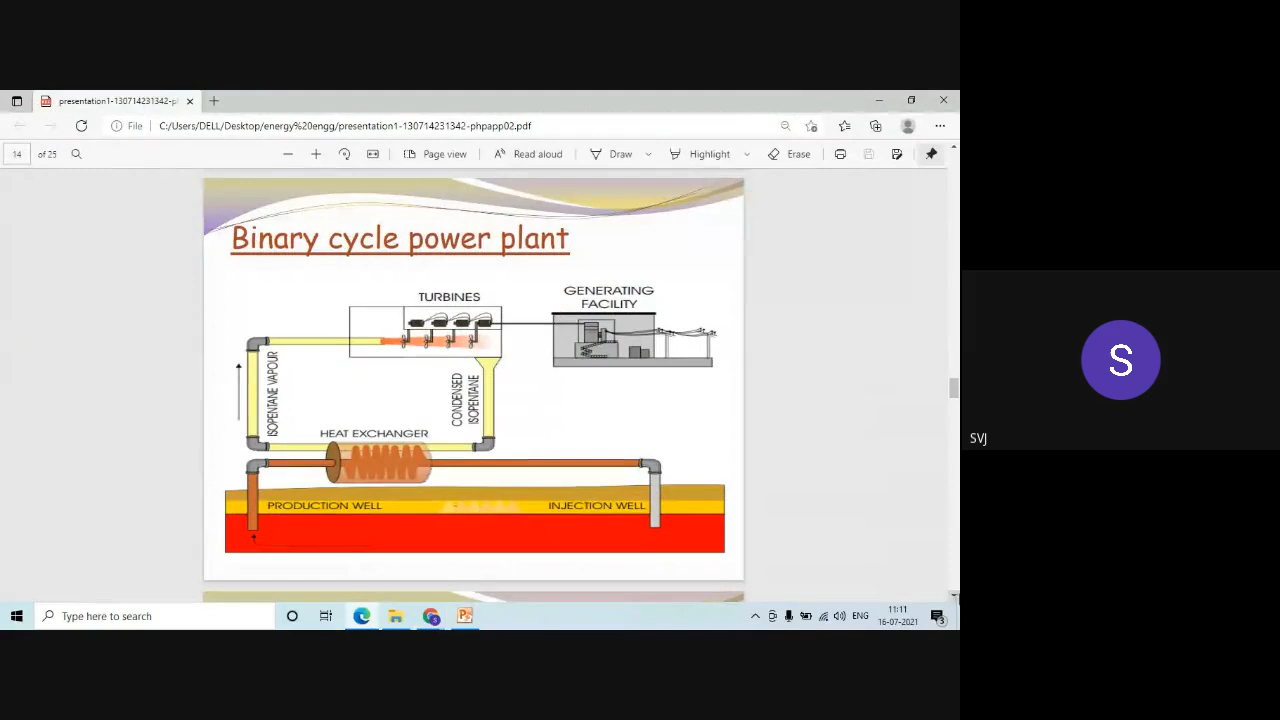 presentation1-130714231342-p
File
C:/Users/DELL/Desktop/energy%20engg/presentation1-130714231342-phpapp02.pdf
14 of 25
Page view
Read aloud
Draw
Highlight
Erase
Binary cycle power plant
TURBINES
GENERATING
FACILITY
ISOPENTANE VAPOUR
CONDENSED
ISOPENTANE
HEAT EXCHANGER
PRODUCTION WELL
INJECTION WELL
S
SVJ
Type here to search
ENG
11:11
16-07-2021
3